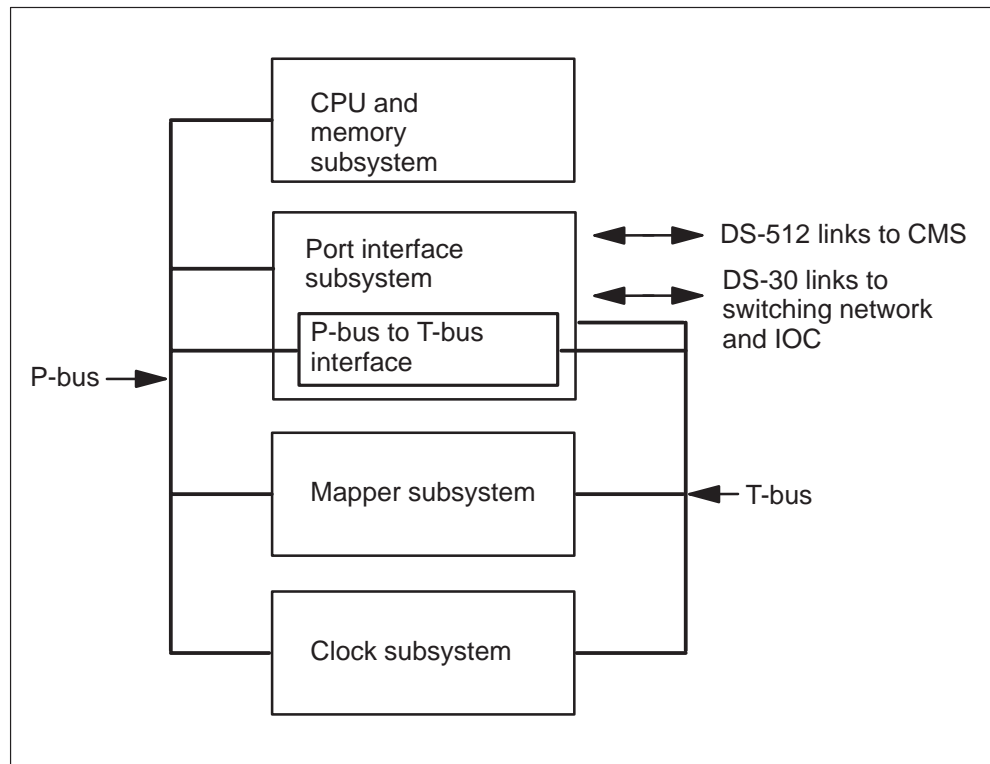 CPU and
memory
subsystem
Port interface
subsystem
DS-512 links to CMS
DS-30 links to
switching network
and IOC
P-bus to T-bus
interface
P-bus
Mapper subsystem
T-bus
Clock subsystem